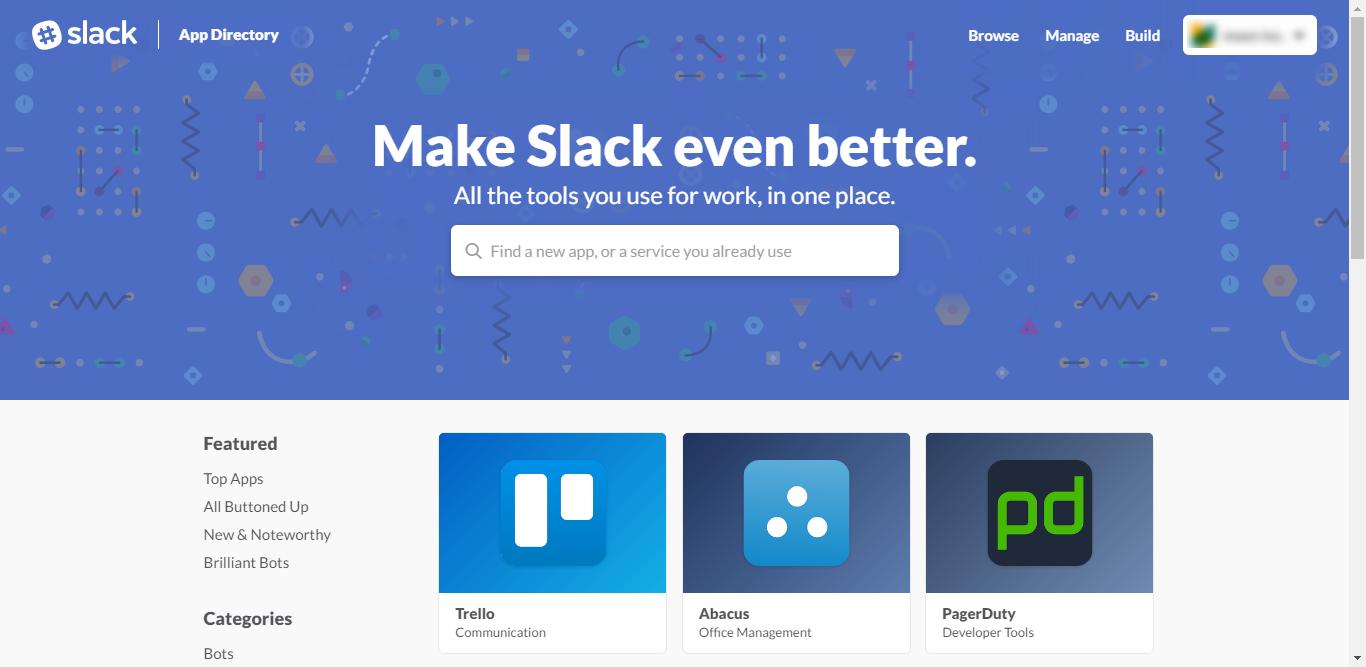 slack App Directory Browse Manage Build
Make Slack even better.
All the tools you use for work, in one place.
Find a new app, or a service you already use
Featured
Top Apps
All Buttoned Up
New & Noteworthy
Brilliant Bots
Categories
Bots
pd
Trello
Communication
Abacus
Office Management
PagerDuty
Developer Tools